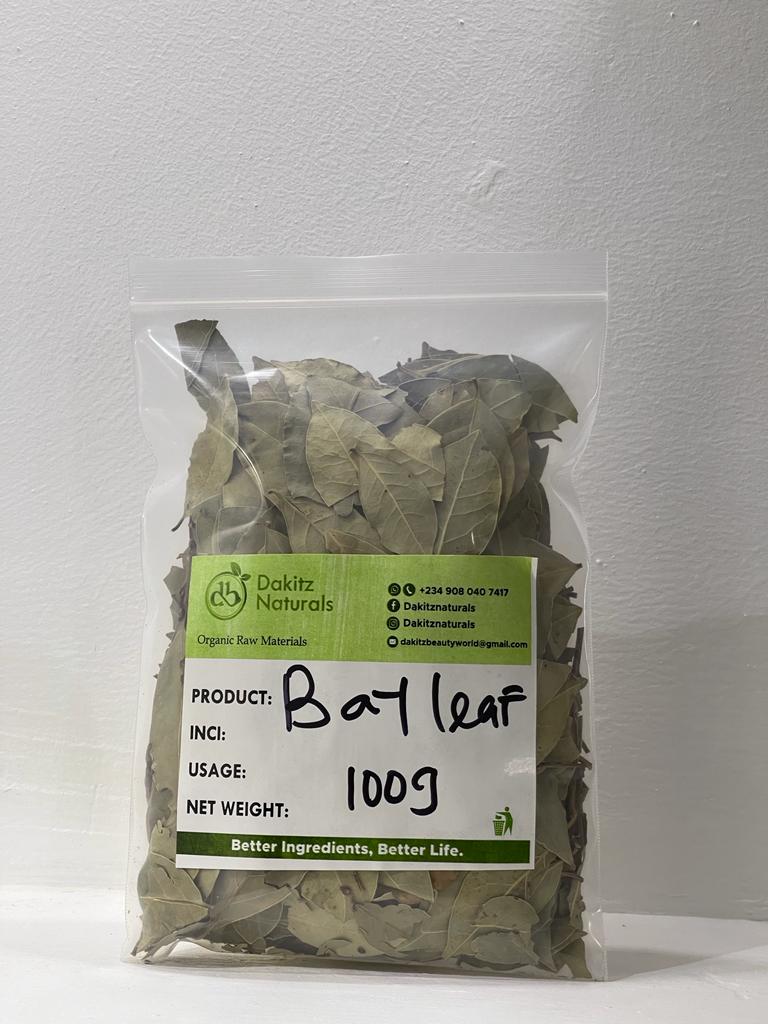 db
Dakitz
Naturals
Organic Raw Materials
+234 908 040 7417
Dakitznaturals
Dakitznaturals
dakitzbeautyworld@gmail.com
PRODUCT: Bay leaf
INCI:
USAGE:
NET WEIGHT: 100g
Better Ingredients, Better Life.